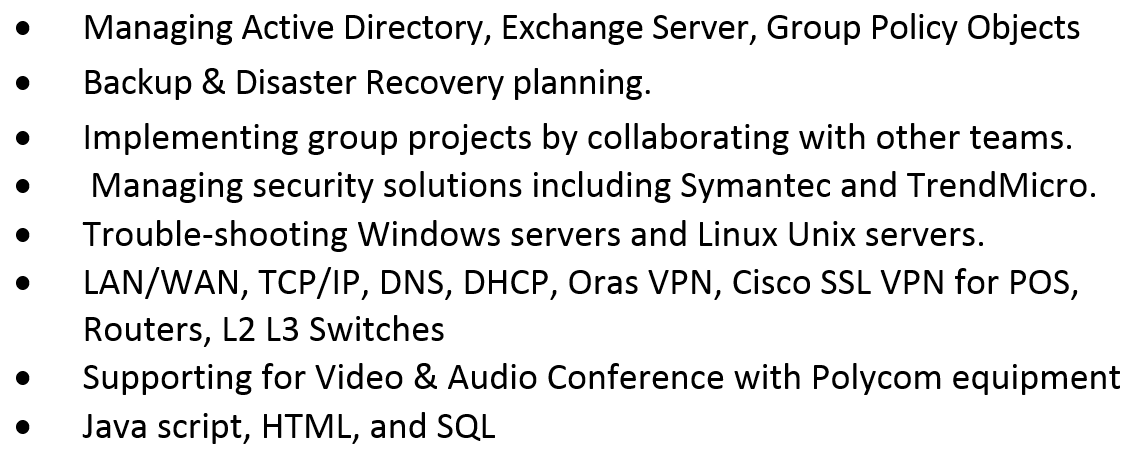 • Managing Active Directory, Exchange Server, Group Policy Objects
• Backup & Disaster Recovery planning.
• Implementing group projects by collaborating with other teams.
• Managing security solutions including Symantec and TrendMicro.
• Trouble-shooting Windows servers and Linux Unix servers.
• LAN/WAN, TCP/IP, DNS, DHCP, Oras VPN, Cisco SSL VPN for POS,
Routers, L2 L3 Switches
• Supporting for Video & Audio Conference with Polycom equipment
• Java script, HTML, and SQL